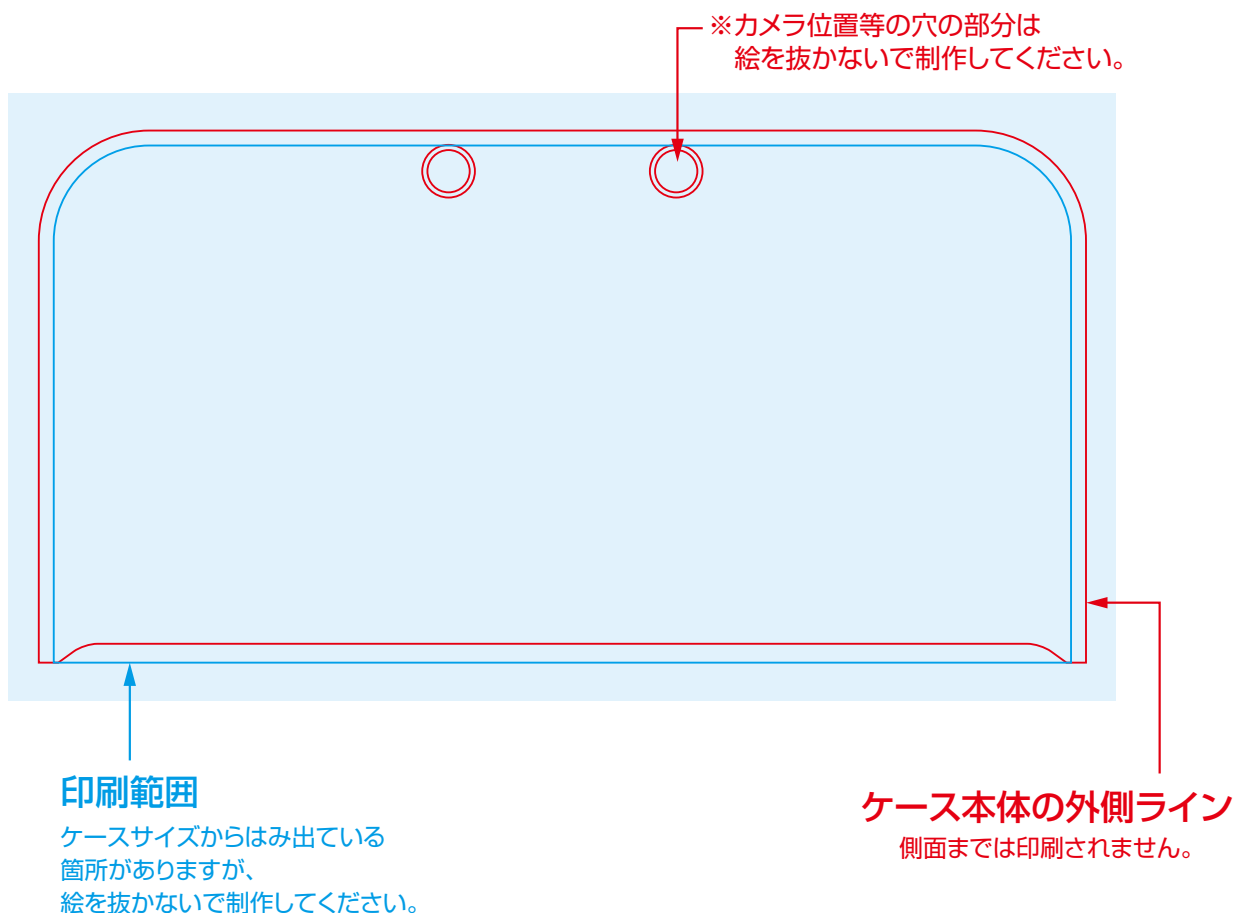 ※カメラ位置等の穴の部分は
絵を抜かないで制作してください。
印刷範囲
ケースサイズからはみ出ている
箇所がありますが、
絵を抜かないで制作してください。
ケース本体の外側ライン
側面までは印刷されません。